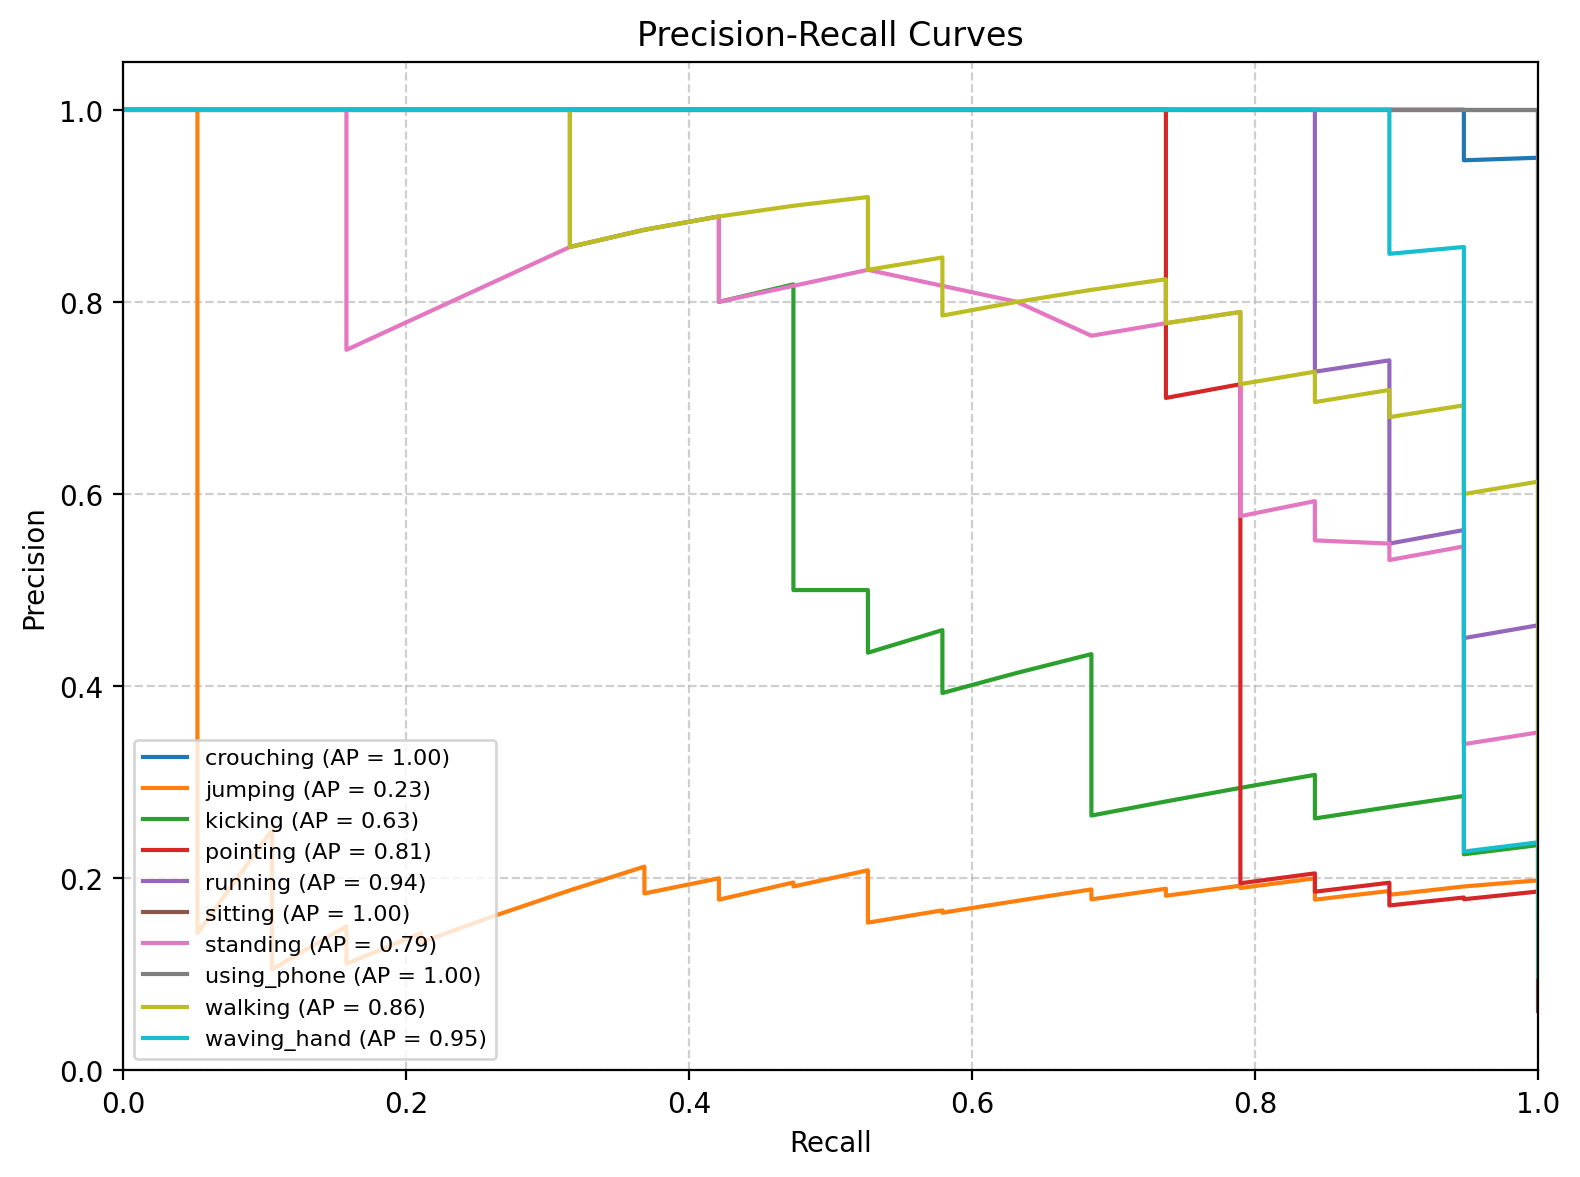 Precision-Recall Curves
1.0
0.8
0.6
0.4
0.2
0.0
Precision
crouching (AP = 1.00)
jumping (AP = 0.23)
kicking (AP = 0.63)
pointing (AP = 0.81)
running (AP = 0.94)
sitting (AP = 1.00)
standing (AP = 0.79)
using_phone (AP = 1.00)
walking (AP = 0.86)
waving_hand (AP = 0.95)
0.0 0.2 0.4 0.6 0.8 1.0
Recall